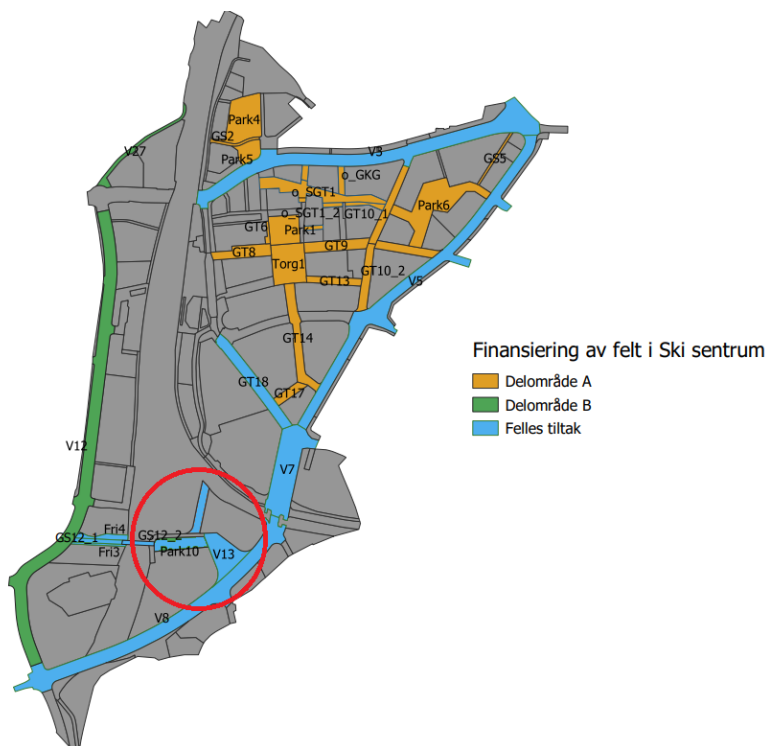 Park4
GS2
V27
Park5
V3
GS5
o_GKG
o_SGT1
Park6
o_SGT1_2
GT10_1
GT6
Park1
GT9
GT8
Torg1
GT10_2
GT13
V5
GT14
Finansiering av felt i Ski sentrum
Delområde A
Delområde B
Felles tiltak
GT18
GT17
V12
V7
Fri4
GS12_1
GS12_2
Fri3
Park10
V13
V8